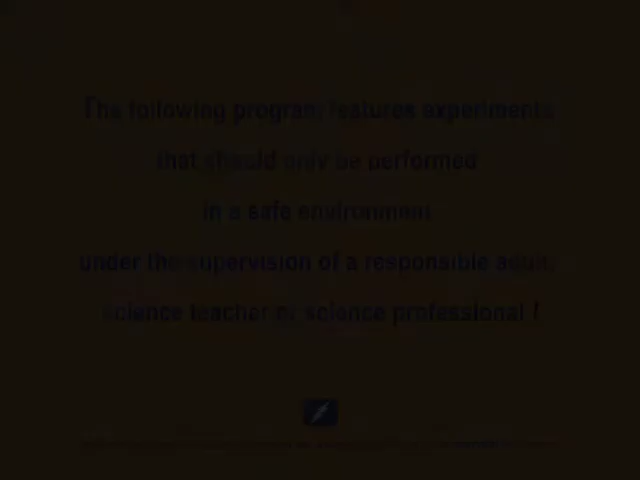 The following program features experiments
that should only be performed
in a safe environment
under the supervision of a responsible adult,
science teacher or science professional !